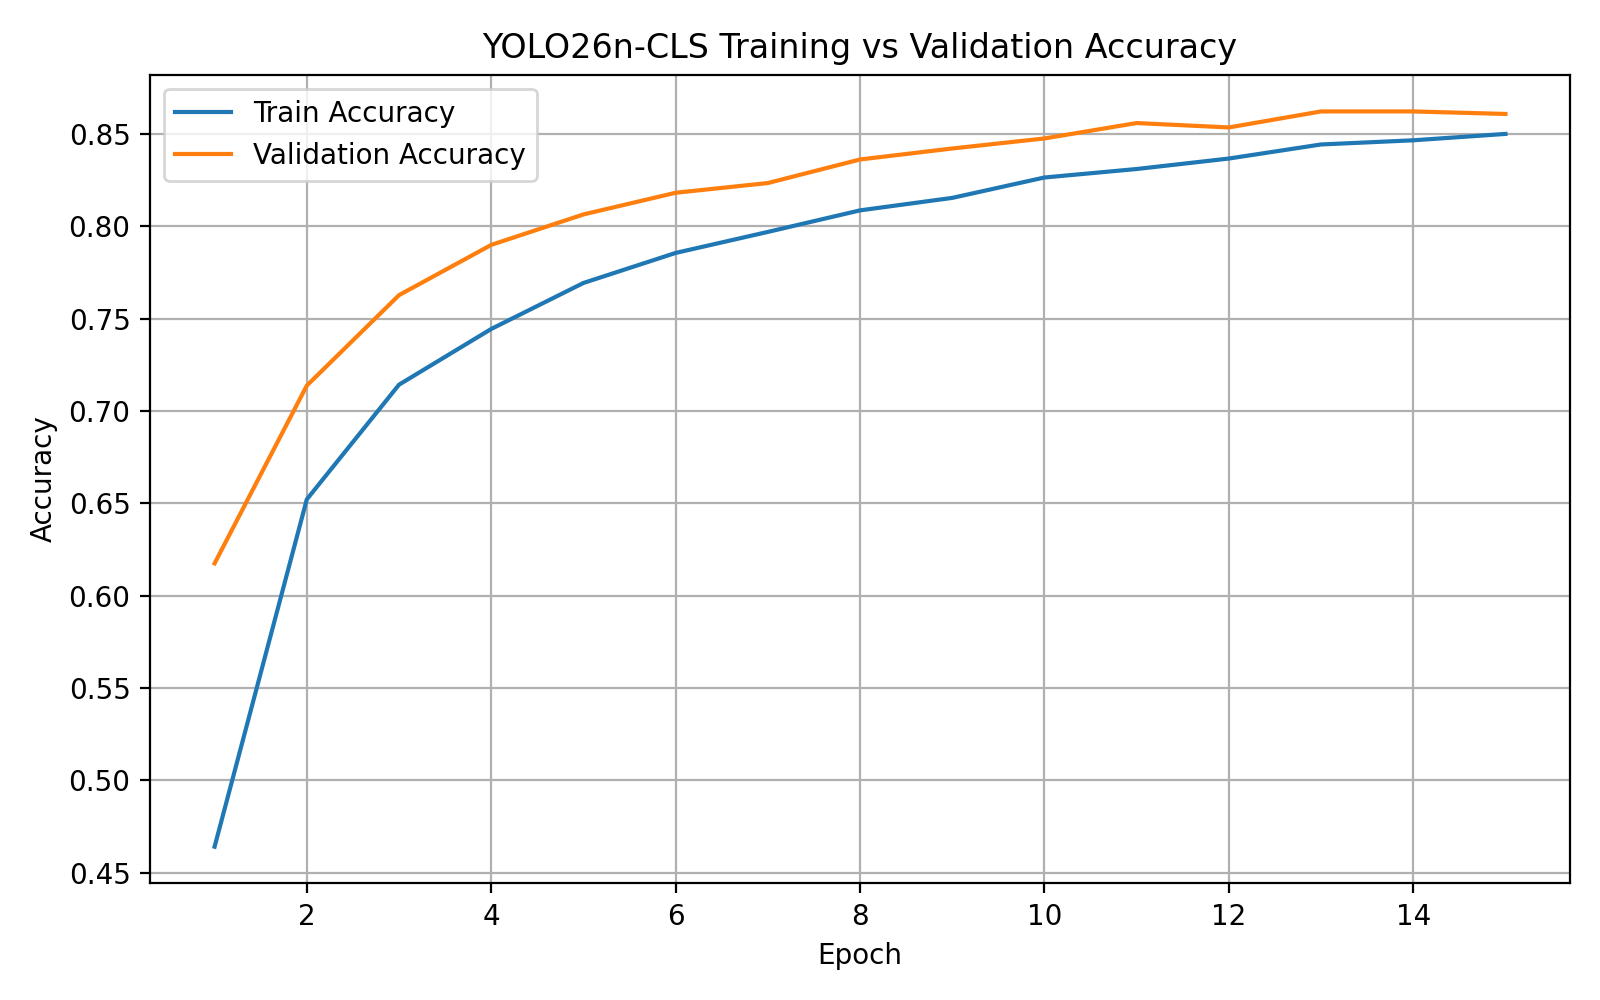 YOLO26n-CLS Training vs Validation Accuracy
Train Accuracy
Validation Accuracy
0.85
0.80
0.75
0.70
0.65
0.60
0.55
0.50
0.45
Accuracy
2 4 6 8 10 12 14
Epoch